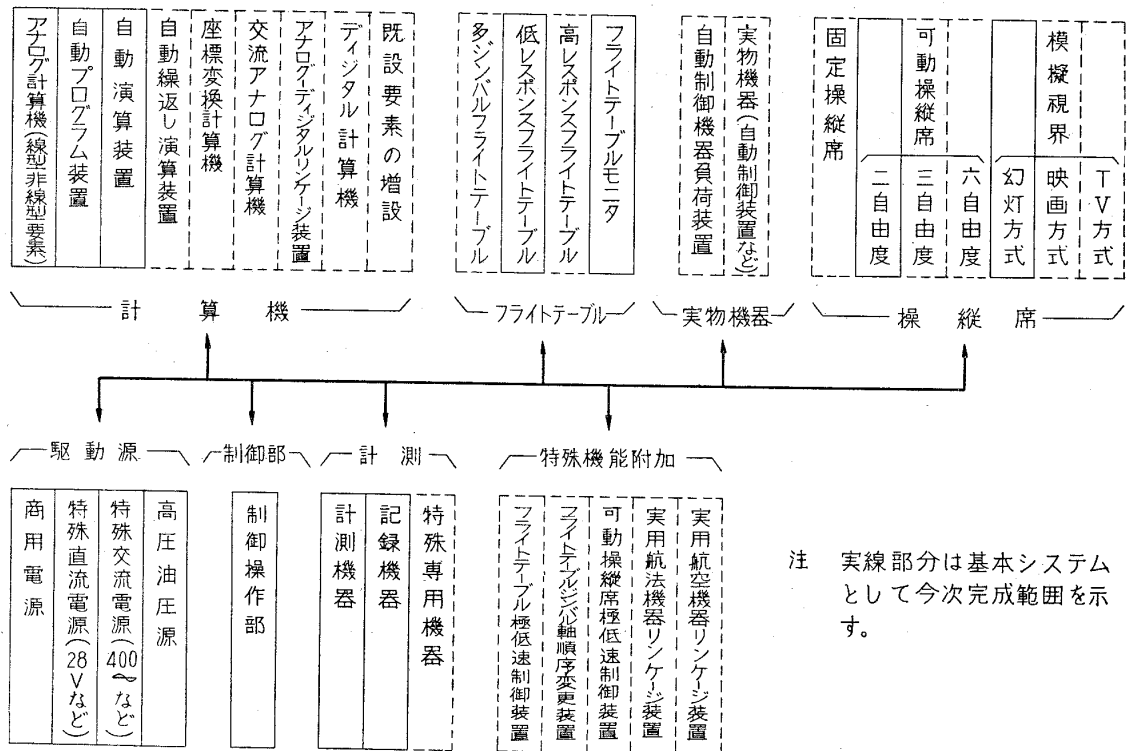 アナログ計算機(線型非線型要素)
自動プログラム装置
自動演算装置
自動繰返し演算装置
座標変換計算機
交流アナログ計算機
アナログ・ディジタルリンケージ装置
ディジタル計算機
既設要素の増設
計算機
多ジンバルフライトテーブル
低レスポンスフライトテーブル
高レスポンスフライトテーブル
フライトテーブルモニタ
フライトテーブル
自動制御機器負荷装置
実物機器(自動制御装置など)
実物機器
固定操縦席
可動操縦席
二自由度
三自由度
六自由度
模擬視界
幻灯方式
映画方式
TV方式
操縦席
駆動源
商用電源
特殊直流電源(28Vなど)
特殊交流電源(400～など)
高圧油圧源
制御部
制御操作部
計測
計測機器
記録機器
特殊専用機器
特殊機能附加
フライトテーブル極低速制御装置
フライトテーブルジンバル軸順序変更装置
可動操縦席極低速制御装置
実用航法機器リンケージ装置
実用航空機器リンケージ装置
注 実線部分は基本システム
として今次完成範囲を示
す。